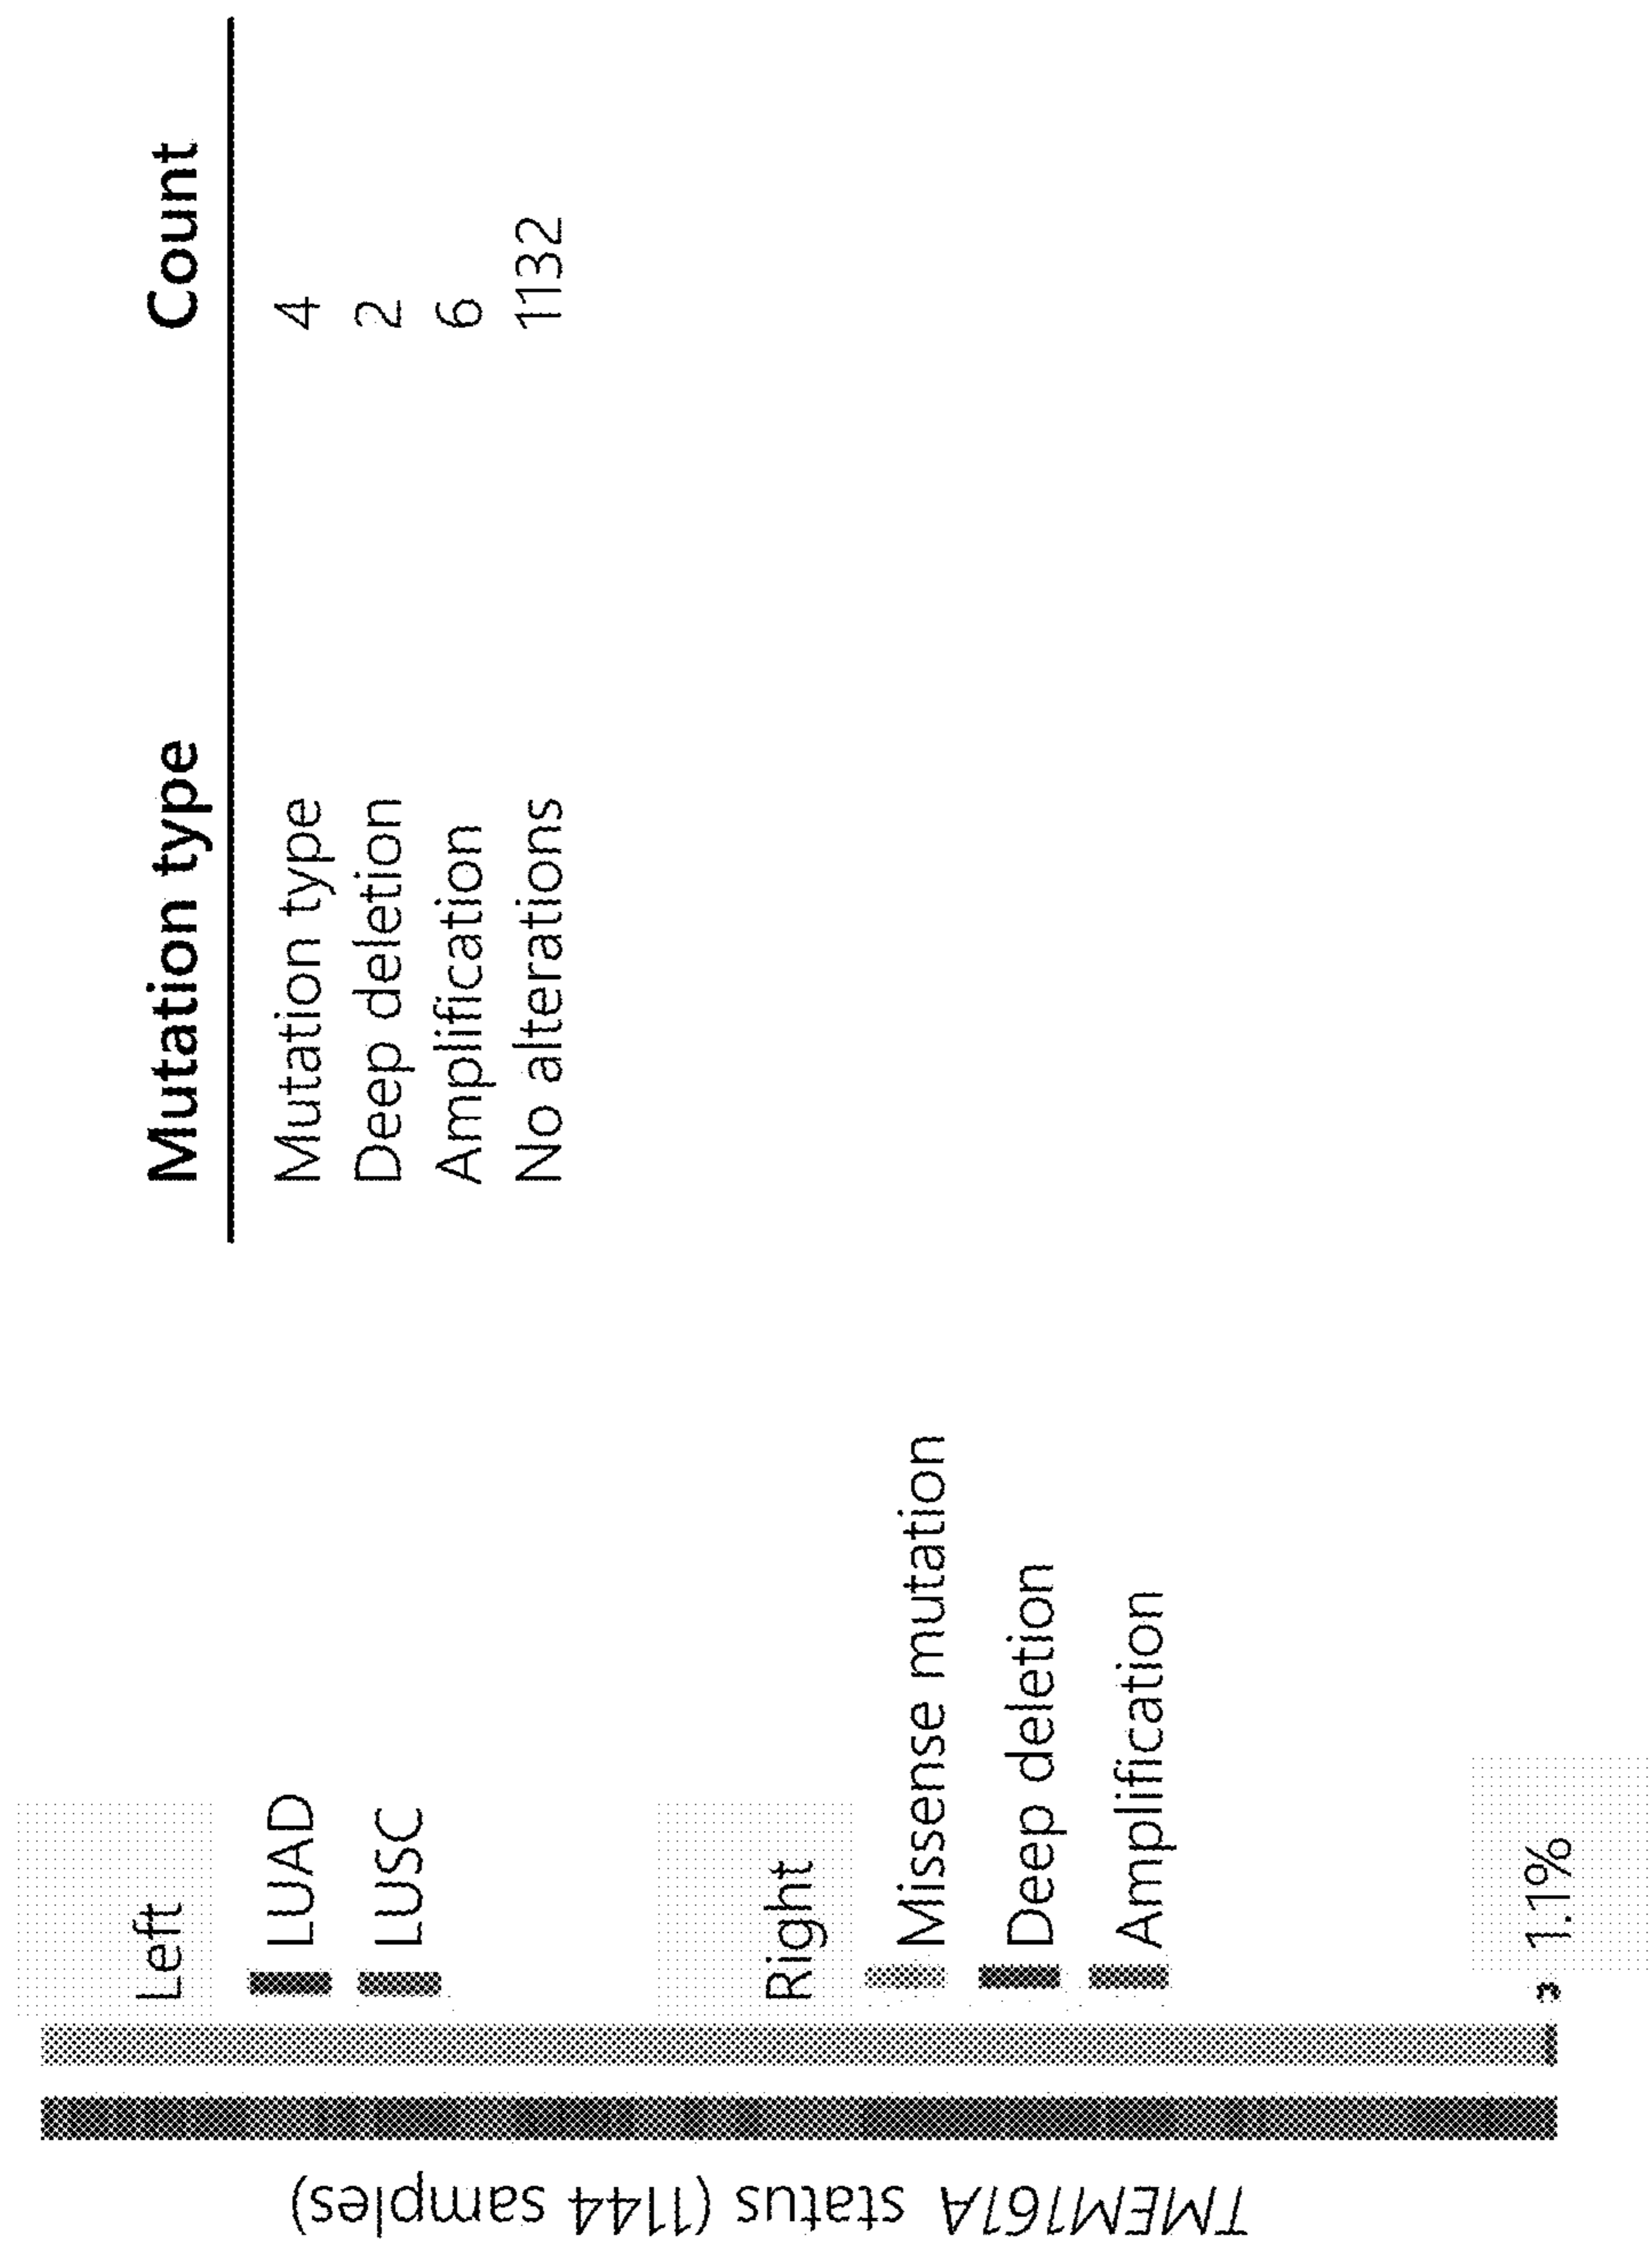 TMEM161A status (1144 samples)
Left
LUAD
LUSC
Right
Missense mutation
Deep deletion
Amplification
1.1%
Mutation type Count
Mutation type 4
Deep deletion 2
Amplification 6
No alterations 1132